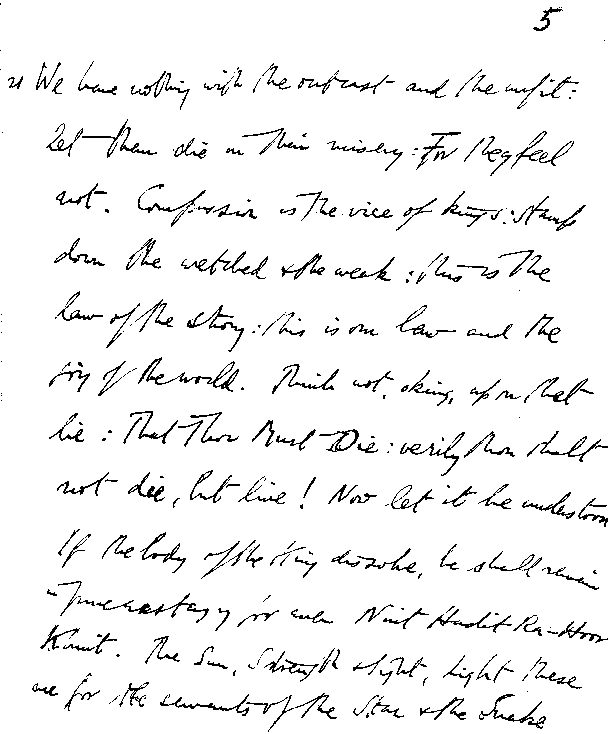 5
21 We have nothing with the outcast and the unfit:
Let them die in their misery: For they feel
not. Compassion is the vice of kings: stamp
down the wretched & the weak: this is the
law of the strong: this is our law and the
joy of the world. Think not, o king, upon that
lie: That Thou Must Die: verily thou shalt
not die, but live! Now let it be understood
If the body of the King dissolve, he shall remain
in pure ecstasy for ever Nuit Hadit Ra-Hoor-
Khuit. The Sun, Strength & Sight, Light these
are for the servants of the Star & the Snake